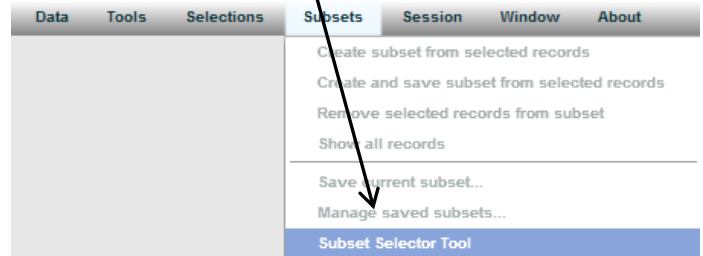 Data Tools Selections Subsets Session Window About
Create subset from selected records
Create and save subset from selected records
Remove selected records from subset
Show all records
Save current subset...
Manage saved subsets...
Subset Selector Tool